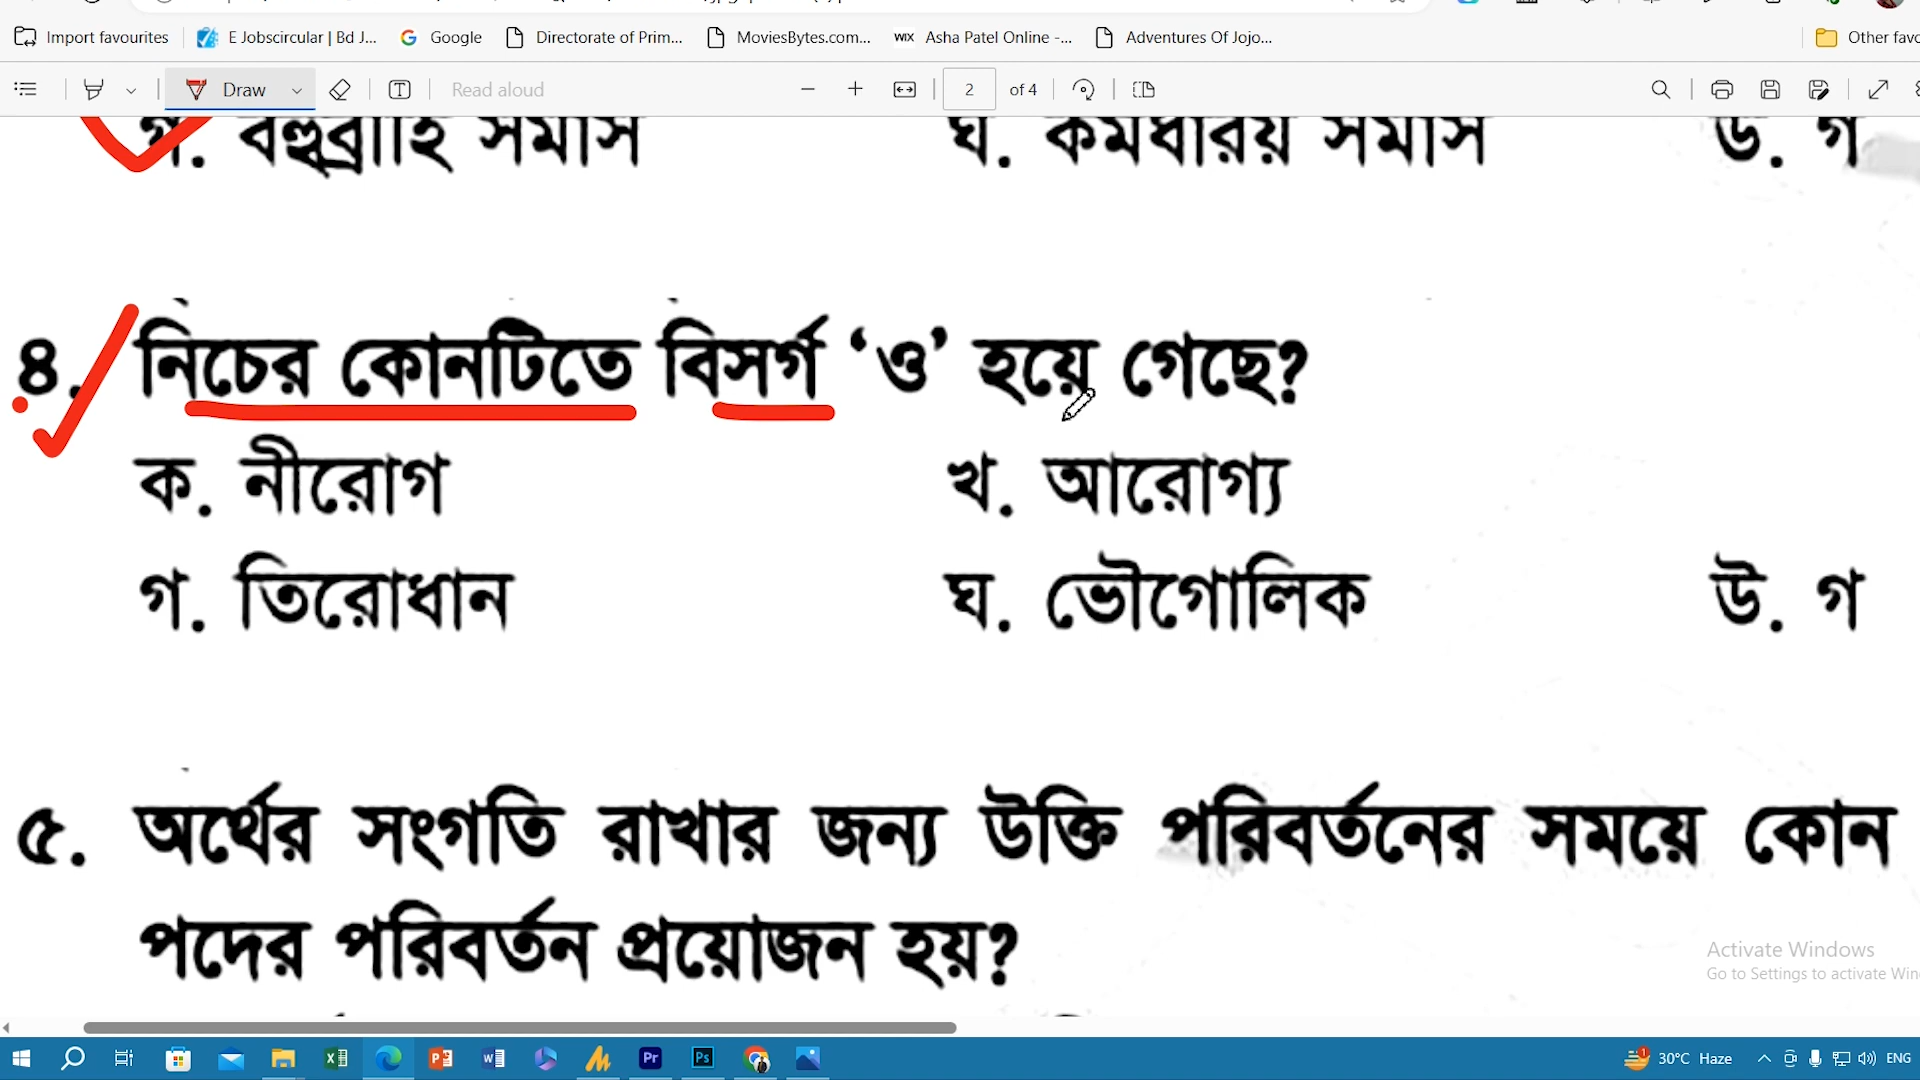 Import favourites E Jobscircular | Bd J... Google Directorate of Prim... MoviesBytes.com... WIX Asha Patel Online -... Adventures Of Jojo... Other favo
Draw Read aloud 2 of 4
গ. বহুব্রীহি সমাস ঘ. কর্মধারয় সমাস উ. গ
৪. নিচের কোনটিতে বিসর্গ ‘ও’ হয়ে গেছে?
ক. নীরোগ খ. আরোগ্য
গ. তিরোধান ঘ. ভৌগোলিক উ. গ
৫. অর্থের সংগতি রাখার জন্য উক্তি পরিবর্তনের সময়ে কোন
পদের পরিবর্তন প্রয়োজন হয়?
Activate Windows
Go to Settings to activate Win
30°C Haze ENG